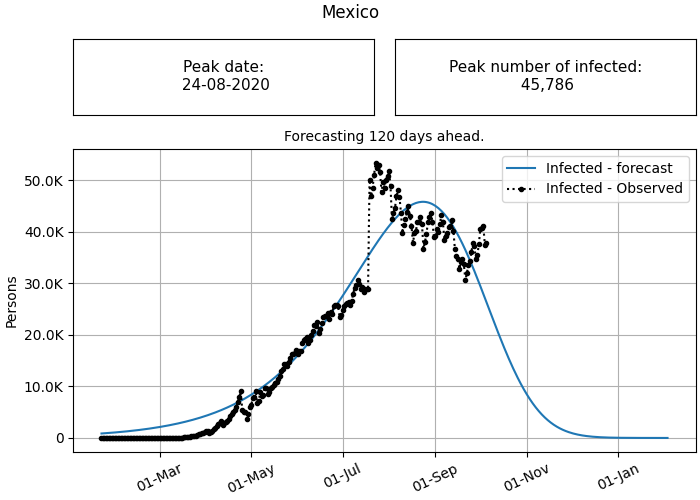 Mexico
Peak date:
24-08-2020
Peak number of infected:
45,786
Forecasting 120 days ahead.
Infected - forecast
Infected - Observed
50.0K
40.0K
30.0K
20.0K
10.0K
0
Persons
01-Mar
01-May
01-Jul
01-Sep
01-Nov
01-Jan